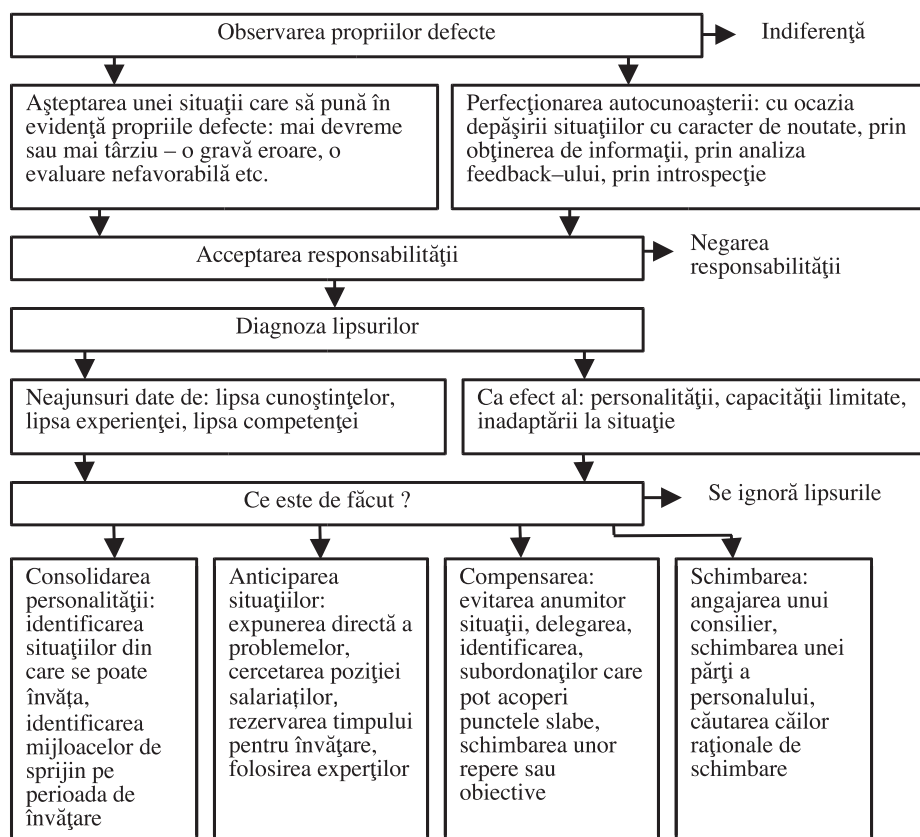 Observarea propriilor defecte
Indiferenţă
Aşteptarea unei situaţii care să pună în
evidenţă propriile defecte: mai devreme
sau mai târziu – o gravă eroare, o
evaluare nefavorabilă etc.
Perfecţionarea autocunoaşterii: cu ocazia
depăşirii situaţiilor cu caracter de noutate, prin
obţinerea de informaţii, prin analiza
feedback–ului, prin introspecţie
Acceptarea responsabilităţii
Negarea
responsabilităţii
Diagnoza lipsurilor
Neajunsuri date de: lipsa cunoştinţelor,
lipsa experienţei, lipsa competenţei
Ca efect al: personalităţii, capacităţii limitate,
inadaptării la situaţie
Ce este de făcut ?
Se ignoră lipsurile
Consolidarea
personalităţii:
identificarea
situaţiilor din
care se poate
învăţa,
identificarea
mijloacelor de
sprijin pe
perioada de
învăţare
Anticiparea
situaţiilor:
expunerea directă a
problemelor,
cercetarea poziţiei
salariaţilor,
rezervarea timpului
pentru învăţare,
folosirea experţilor
Compensarea:
evitarea anumitor
situaţii, delegarea,
identificarea,
subordonaţilor care
pot acoperi
punctele slabe,
schimbarea unor
repere sau
obiective
Schimbarea:
angajarea unui
consilier,
schimbarea unei
părţi a
personalului,
căutarea căilor
raţionale de
schimbare